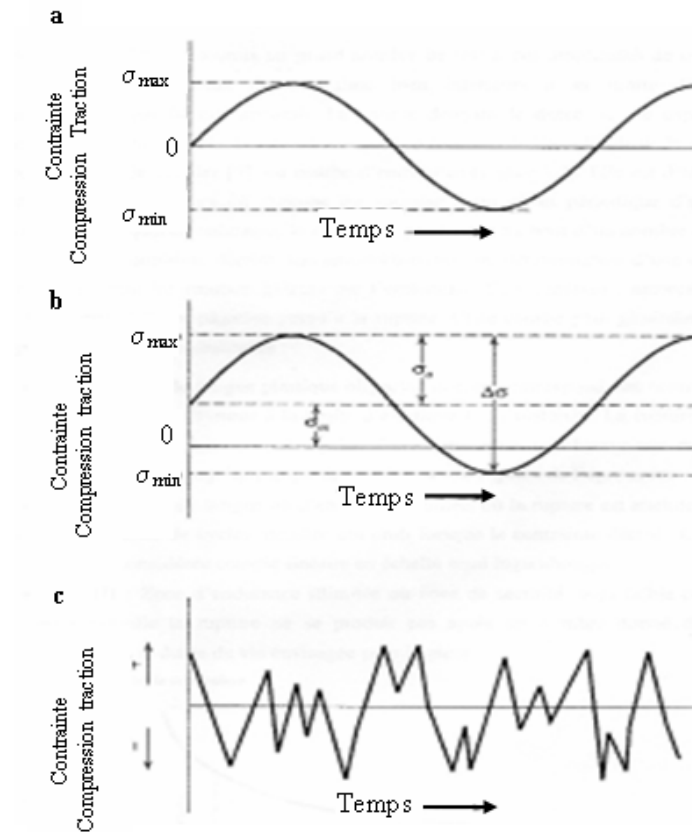 a
Contrainte
Compression Traction
σmax
0
σmin
Temps
b
Contrainte
Compression traction
σmax
0
σmin
σa
σm
Δσ
Temps
c
Contrainte
Compression traction
+
−
Temps